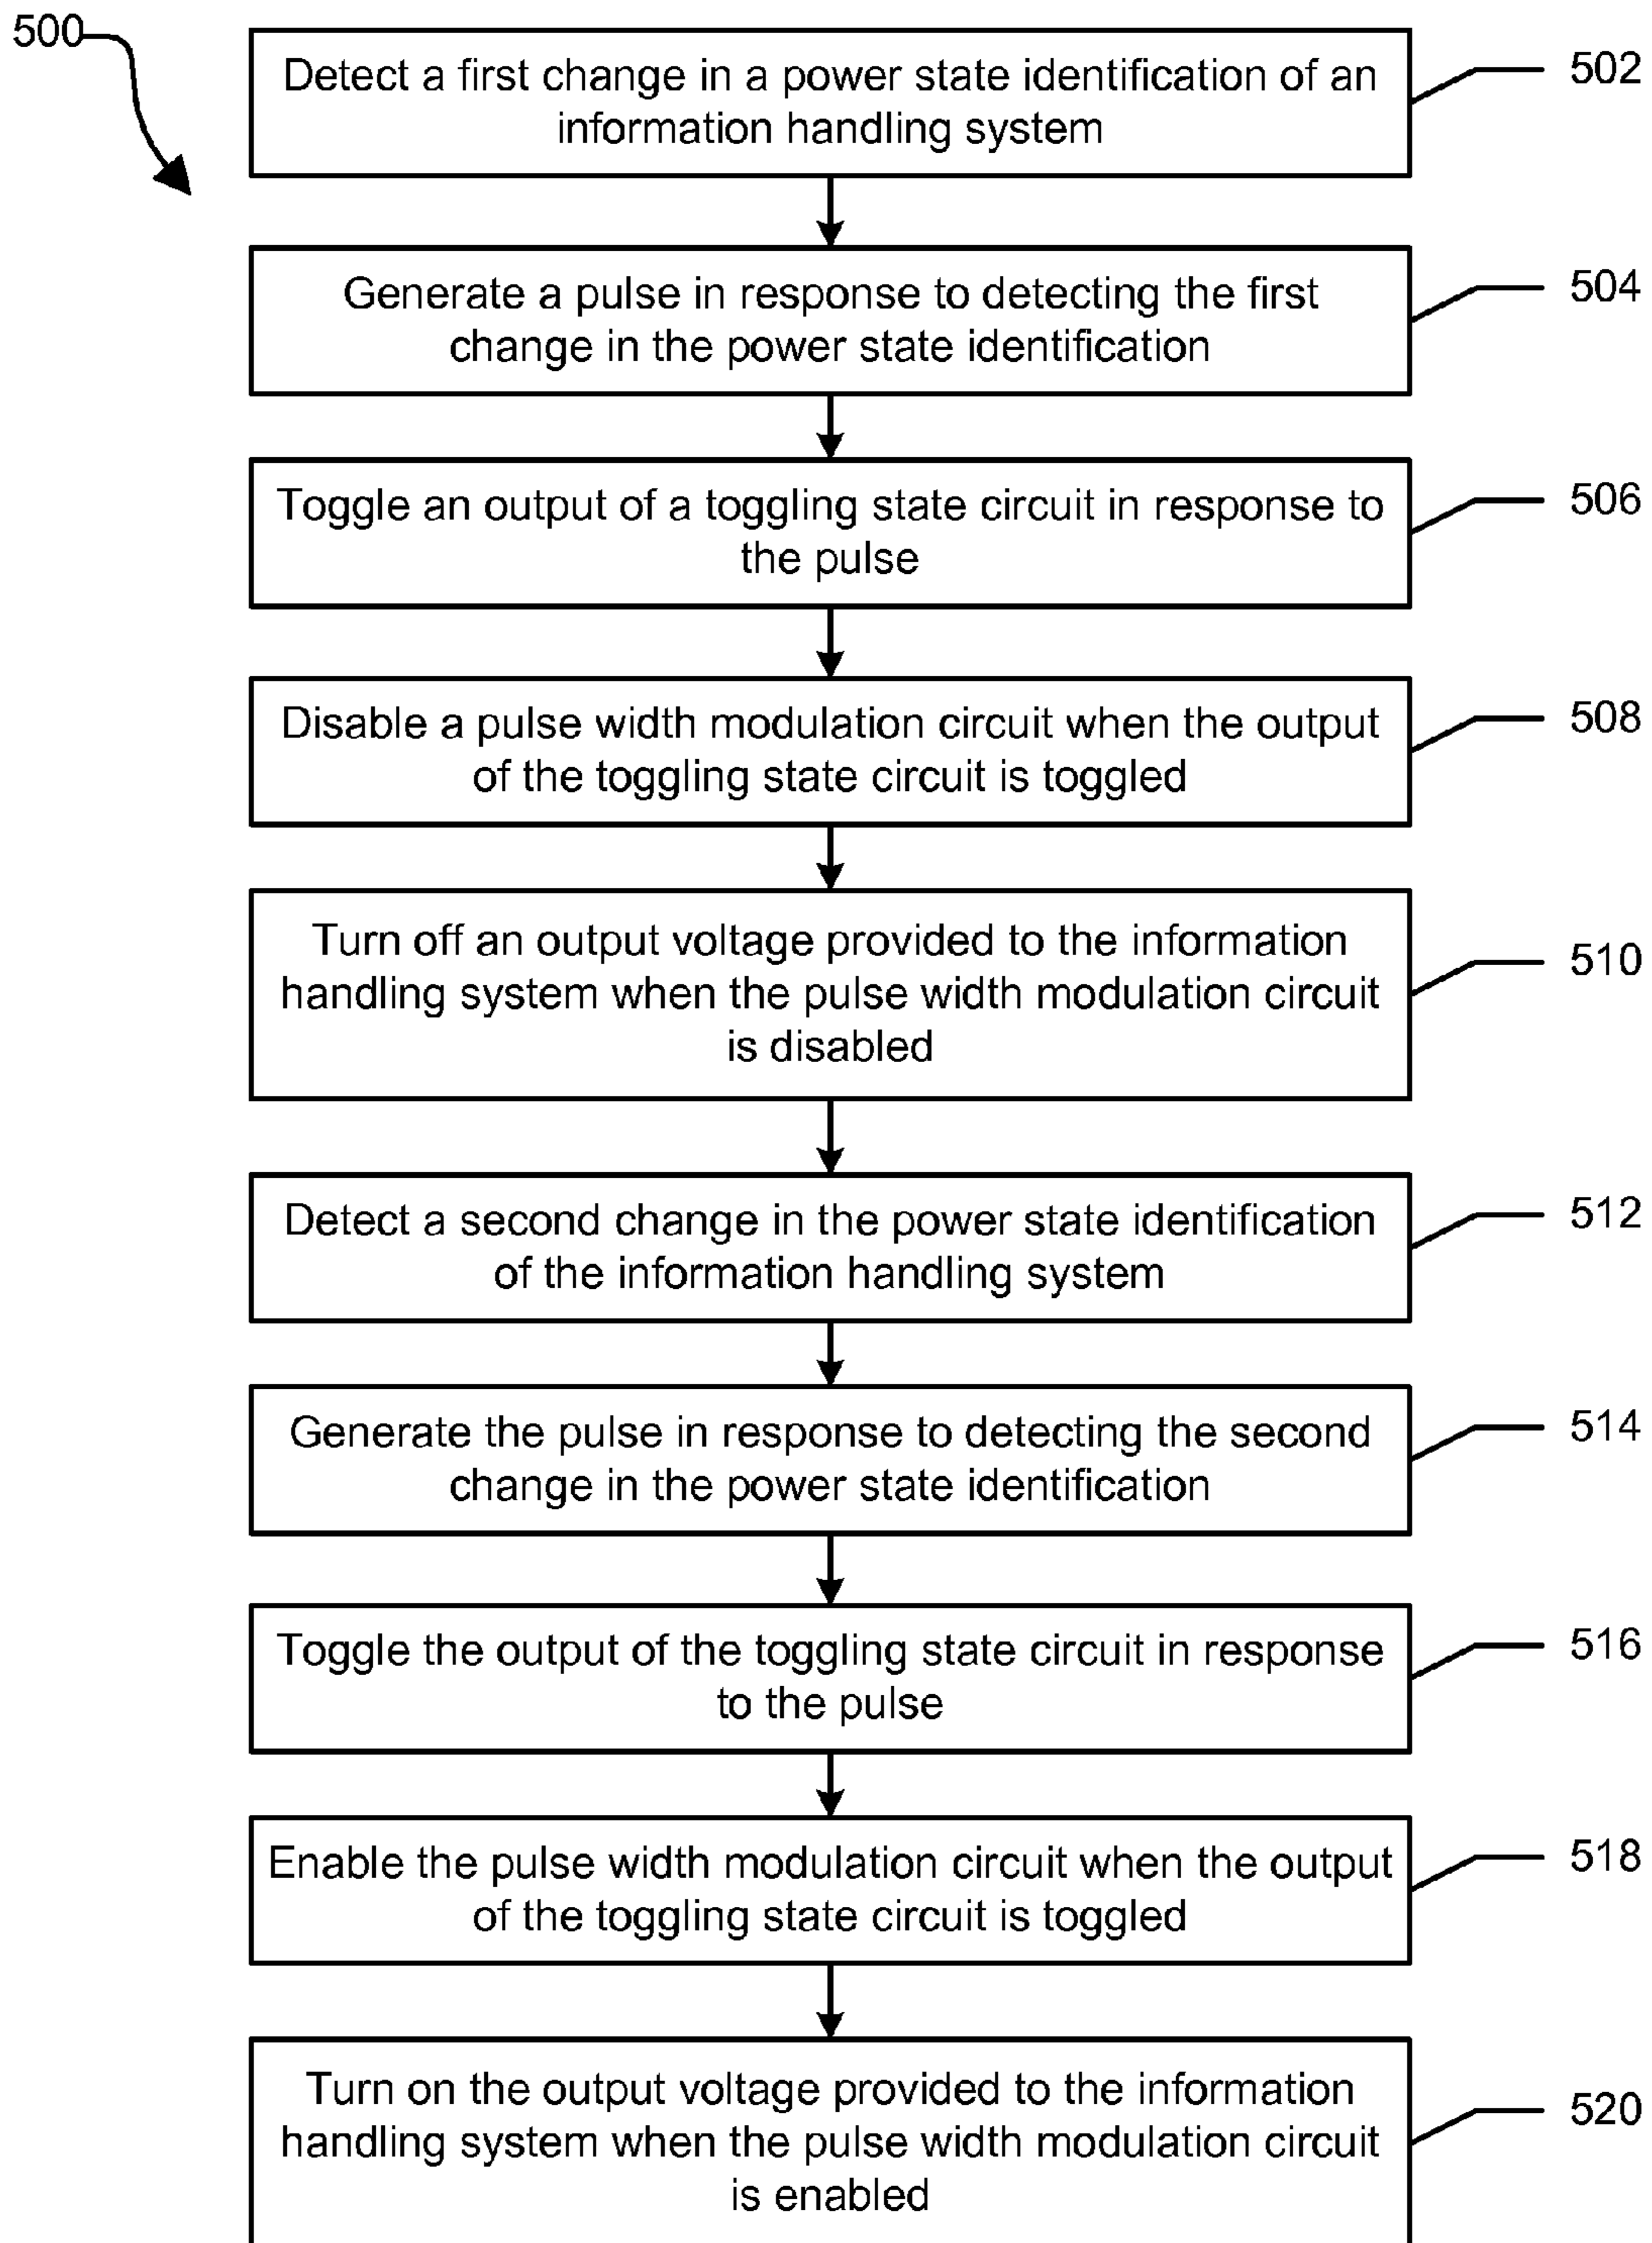 500
Detect a first change in a power state identification of an
information handling system
502
Generate a pulse in response to detecting the first
change in the power state identification
504
Toggle an output of a toggling state circuit in response to
the pulse
506
Disable a pulse width modulation circuit when the output
of the toggling state circuit is toggled
508
Turn off an output voltage provided to the information
handling system when the pulse width modulation circuit
is disabled
510
Detect a second change in the power state identification
of the information handling system
512
Generate the pulse in response to detecting the second
change in the power state identification
514
Toggle the output of the toggling state circuit in response
to the pulse
516
Enable the pulse width modulation circuit when the output
of the toggling state circuit is toggled
518
Turn on the output voltage provided to the information
handling system when the pulse width modulation circuit
is enabled
520